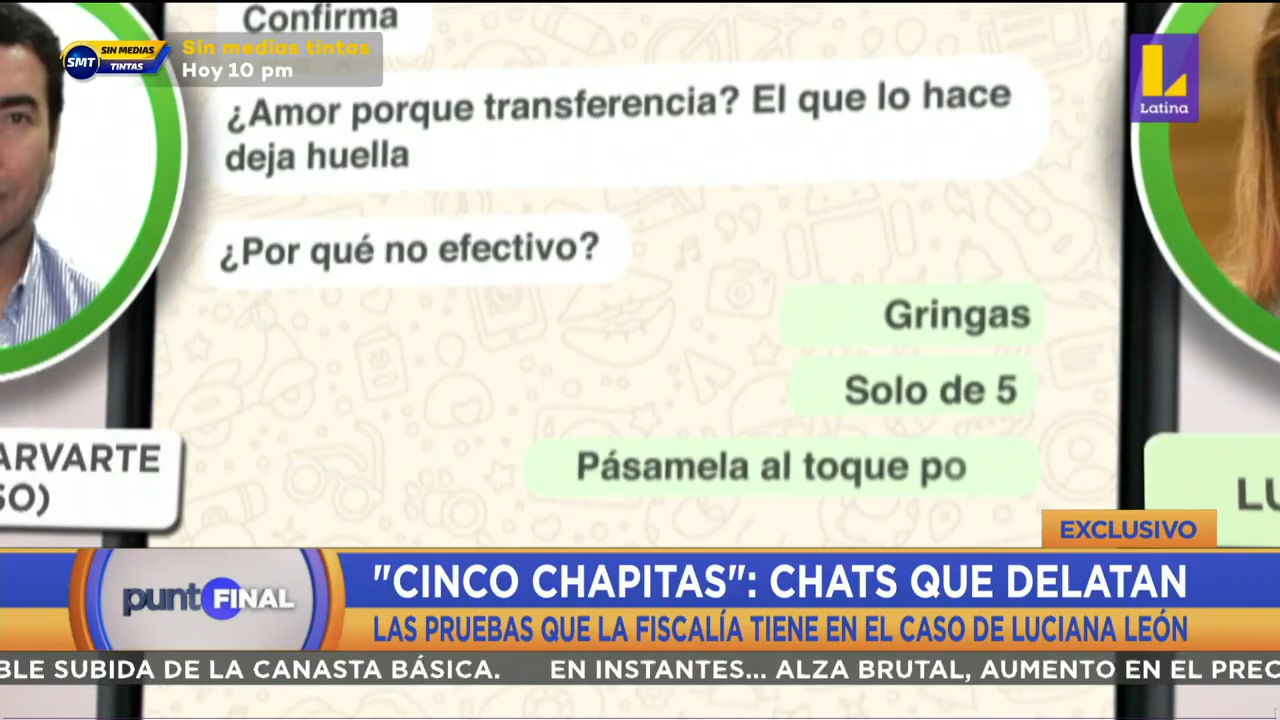 Confirma
SMT
SIN MEDIAS
TINTAS
Sin medias tintas
Hoy 10 pm
Latina
¿Amor porque transferencia? El que lo hace
deja huella
¿Por qué no efectivo?
Gringas
Solo de 5
Pásamela al toque po
ARVARTE
SO)
LU
EXCLUSIVO
punto FINAL
"CINCO CHAPITAS": CHATS QUE DELATAN
LAS PRUEBAS QUE LA FISCALÍA TIENE EN EL CASO DE LUCIANA LEÓN
BLE SUBIDA DE LA CANASTA BÁSICA. EN INSTANTES... ALZA BRUTAL, AUMENTO EN EL PREC